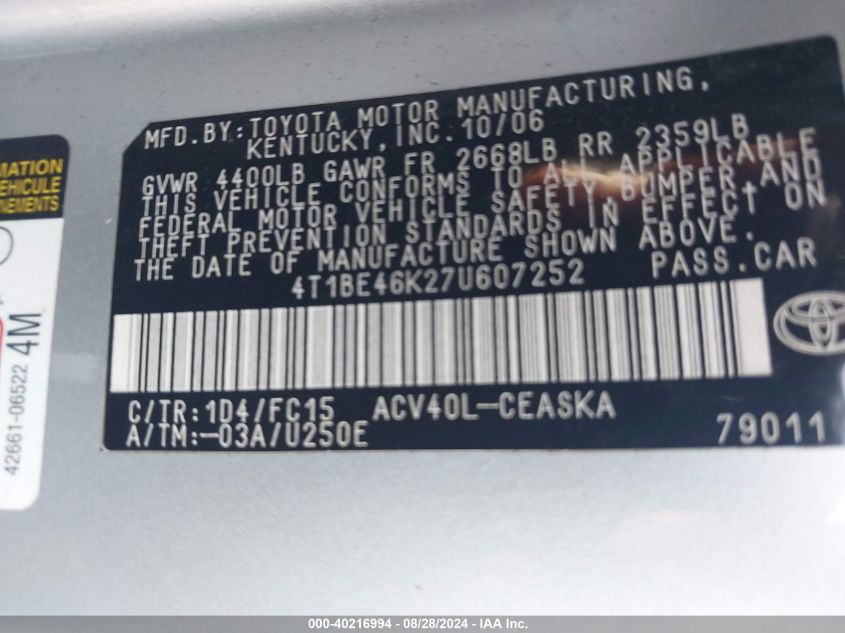 MFD.BY:TOYOTA MOTOR MANUFACTURING,
KENTUCKY,INC.10/06
GVWR 4400LB GAWR FR 2668LB RR 2359LB
THIS VEHICLE CONFORMS TO ALL APPLICABLE
FEDERAL MOTOR VEHICLE SAFETY,BUMPER,AND
THEFT PREVENTION STANDARDS IN EFFECT ON
THE DATE OF MANUFACTURE SHOWN ABOVE.
4T1BE46K27U607252 PASS.CAR
C/TR:1D4/FC15 ACV40L-CEASKA
A/TM:-03A/U250E 79011
VEHICULE
42661-06522 4M
000-40216994 - 08/28/2024 - IAA Inc.